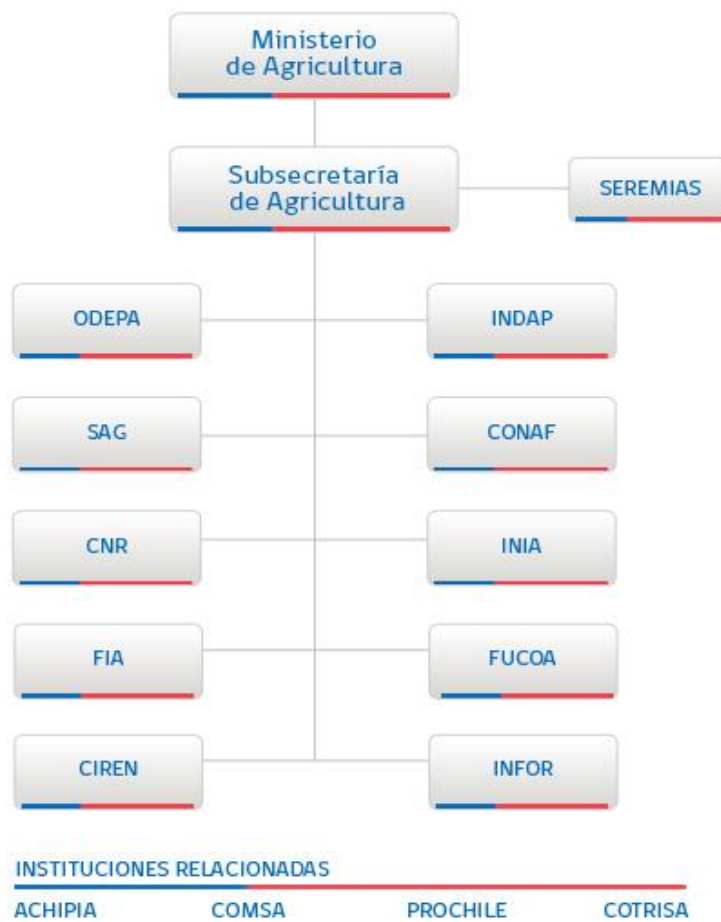 Ministerio
de Agricultura
Subsecretaría
de Agricultura
SEREMIAS
ODEPA
INDAP
SAG
CONAF
CNR
INIA
FIA
FUCOA
CIREN
INFOR
INSTITUCIONES RELACIONADAS
ACHIPIA COMSA PROCHILE COTRISA